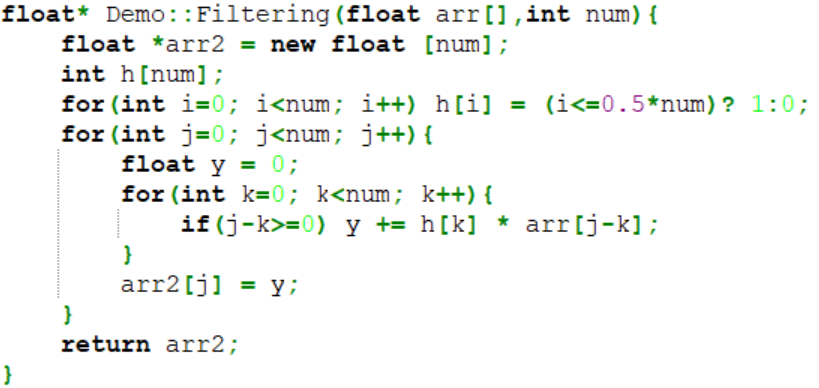 float* Demo::Filtering(float arr[],int num){
    float *arr2 = new float [num];
    int h[num];
    for(int i=0; i<num; i++) h[i] = (i<=0.5*num)? 1:0;
    for(int j=0; j<num; j++){
        float y = 0;
        for(int k=0; k<num; k++){
            if(j-k>=0) y += h[k] * arr[j-k];
        }
        arr2[j] = y;
    }
    return arr2;
}